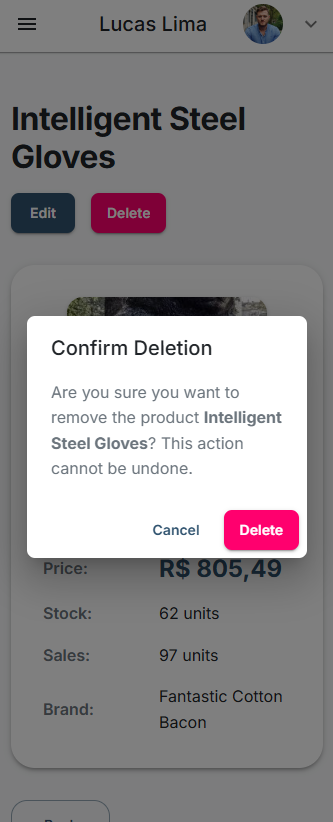 Lucas Lima
Intelligent Steel
Gloves
Edit
Delete
Confirm Deletion
Are you sure you want to
remove the product Intelligent
Steel Gloves? This action
cannot be undone.
Cancel
Delete
Price:
R$ 805,49
Stock:
62 units
Sales:
97 units
Brand:
Fantastic Cotton
Bacon